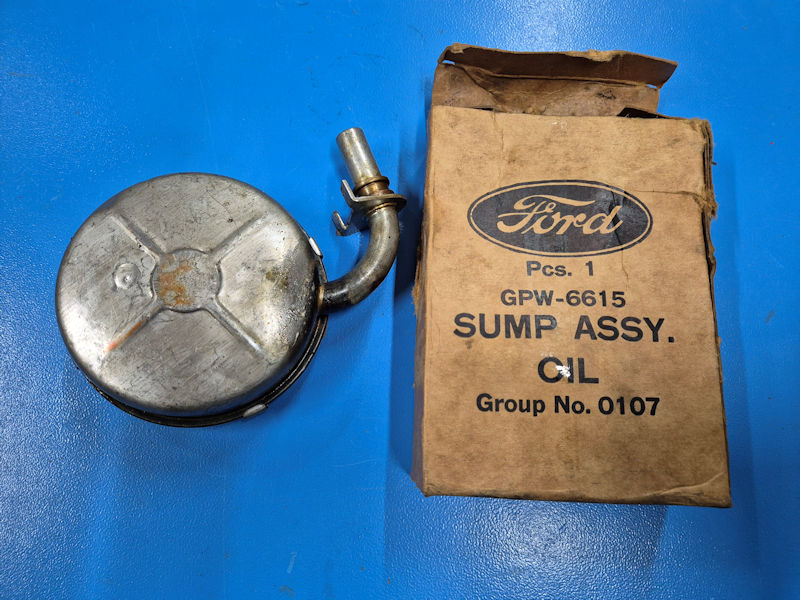 Ford
Pcs. 1
GPW-6615
SUMP ASSY.
OIL
Group No. 0107